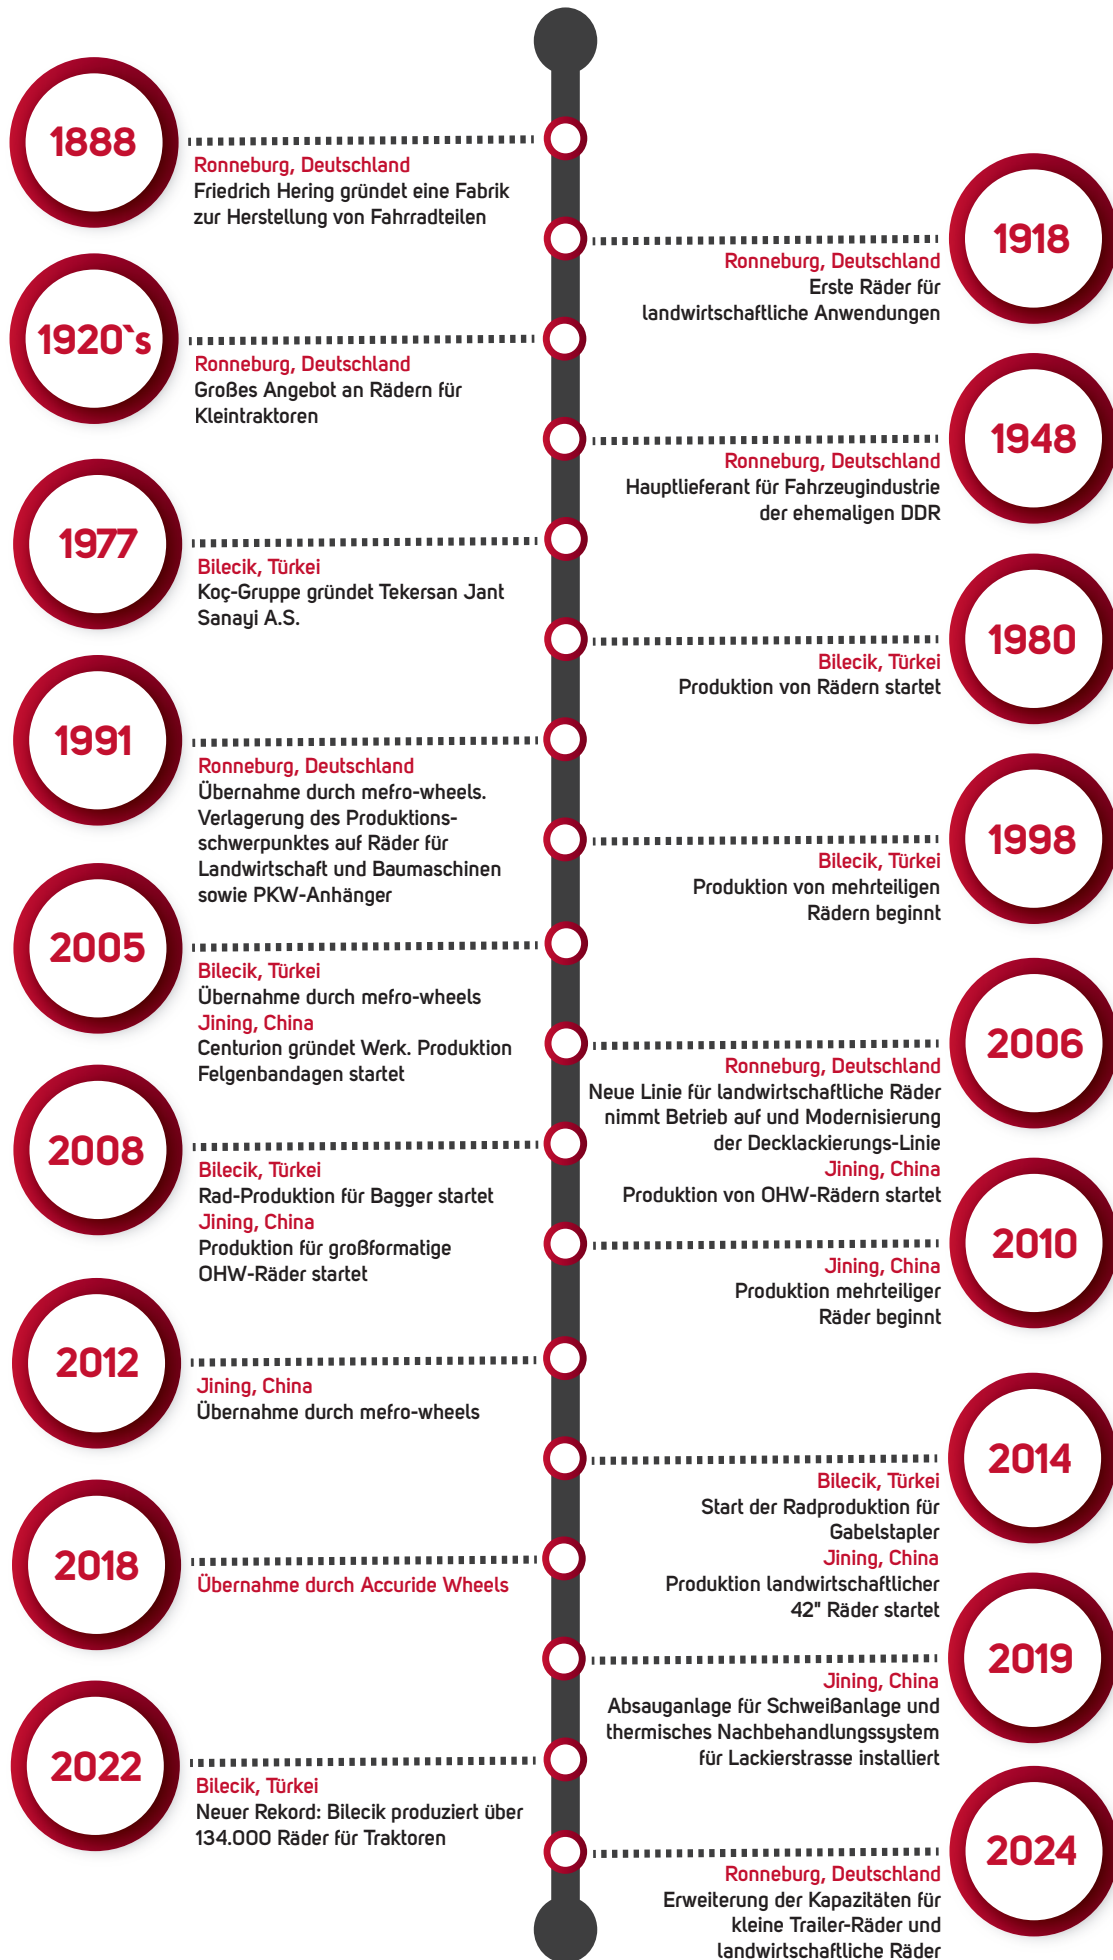 1888
Ronneburg, Deutschland
Friedrich Hering gründet eine Fabrik
zur Herstellung von Fahrradteilen
1918
Ronneburg, Deutschland
Erste Räder für
landwirtschaftliche Anwendungen
1920`s
Ronneburg, Deutschland
Großes Angebot an Rädern für
Kleintraktoren
1948
Ronneburg, Deutschland
Hauptlieferant für Fahrzeugindustrie
der ehemaligen DDR
1977
Bilecik, Türkei
Koç-Gruppe gründet Tekersan Jant
Sanayi A.S.
1980
Bilecik, Türkei
Produktion von Rädern startet
1991
Ronneburg, Deutschland
Übernahme durch mefro-wheels.
Verlagerung des Produktions-
schwerpunktes auf Räder für
Landwirtschaft und Baumaschinen
sowie PKW-Anhänger
1998
Bilecik, Türkei
Produktion von mehrteiligen
Rädern beginnt
2005
Bilecik, Türkei
Übernahme durch mefro-wheels
Jining, China
Centurion gründet Werk. Produktion
Felgenbandagen startet
2006
Ronneburg, Deutschland
Neue Linie für landwirtschaftliche Räder
nimmt Betrieb auf und Modernisierung
der Decklackierungs-Linie
Jining, China
Produktion von OHW-Rädern startet
2008
Bilecik, Türkei
Rad-Produktion für Bagger startet
Jining, China
Produktion für großformatige
OHW-Räder startet
2010
Jining, China
Produktion mehrteiliger
Räder beginnt
2012
Jining, China
Übernahme durch mefro-wheels
2014
Bilecik, Türkei
Start der Radproduktion für
Gabelstapler
Jining, China
Produktion landwirtschaftlicher
42" Räder startet
2018
Übernahme durch Accuride Wheels
2019
Jining, China
Absauganlage für Schweißanlage und
thermisches Nachbehandlungssystem
für Lackierstrasse installiert
2022
Bilecik, Türkei
Neuer Rekord: Bilecik produziert über
134.000 Räder für Traktoren
2024
Ronneburg, Deutschland
Erweiterung der Kapazitäten für
kleine Trailer-Räder und
landwirtschaftliche Räder